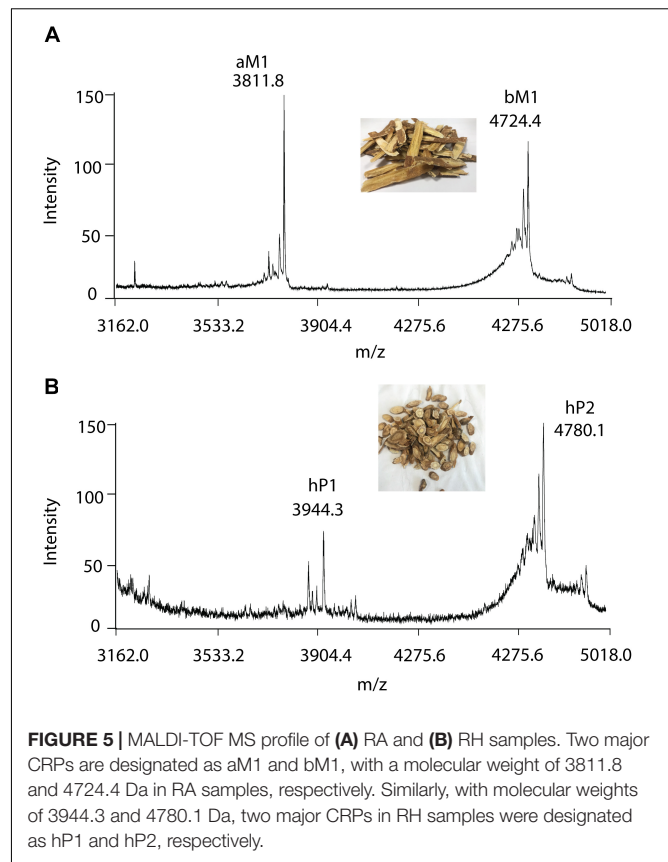 A
aM1
3811.8
bM1
4724.4
150
100
50
0
Intensity
3162.0 3533.2 3904.4 4275.6 4275.6 5018.0
m/z
B
hP2
4780.1
hP1
3944.3
150
100
50
0
Intensity
3162.0 3533.2 3904.4 4275.6 4275.6 5018.0
m/z
FIGURE 5 | MALDI-TOF MS profile of (A) RA and (B) RH samples. Two major
CRPs are designated as aM1 and bM1, with a molecular weight of 3811.8
and 4724.4 Da in RA samples, respectively. Similarly, with molecular weights
of 3944.3 and 4780.1 Da, two major CRPs in RH samples were designated
as hP1 and hP2, respectively.